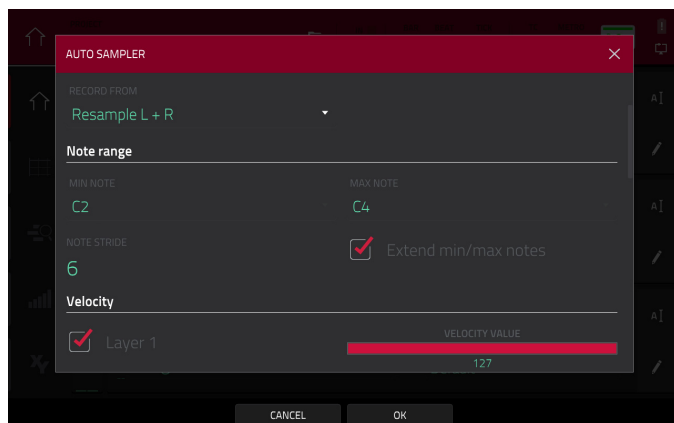 AUTO SAMPLER
RECORD FROM
Resample L + R
Note range
MIN NOTE
MAX NOTE
C2
C4
NOTE STRIDE
6
Extend min/max notes
Velocity
Layer 1
VELOCITY VALUE
127
CANCEL
OK